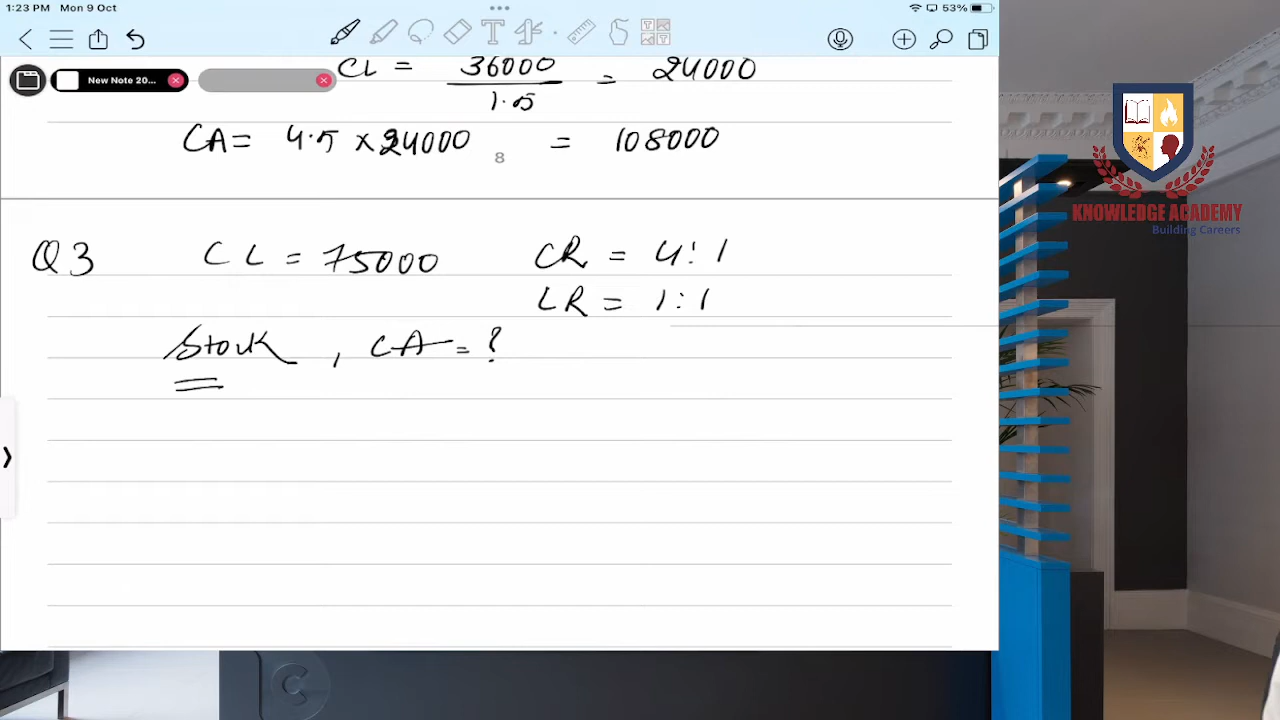 1:23 PM Mon 9 Oct
53%
New Note 20...
CL = 36000 / 1.5 = 24000
CA = 4.5 × 24000 = 108000
8
Q3 CL = 75000 CR = 4:1
LR = 1:1
Stock, CA = ?
KNOWLEDGE ACADEMY
Building Careers